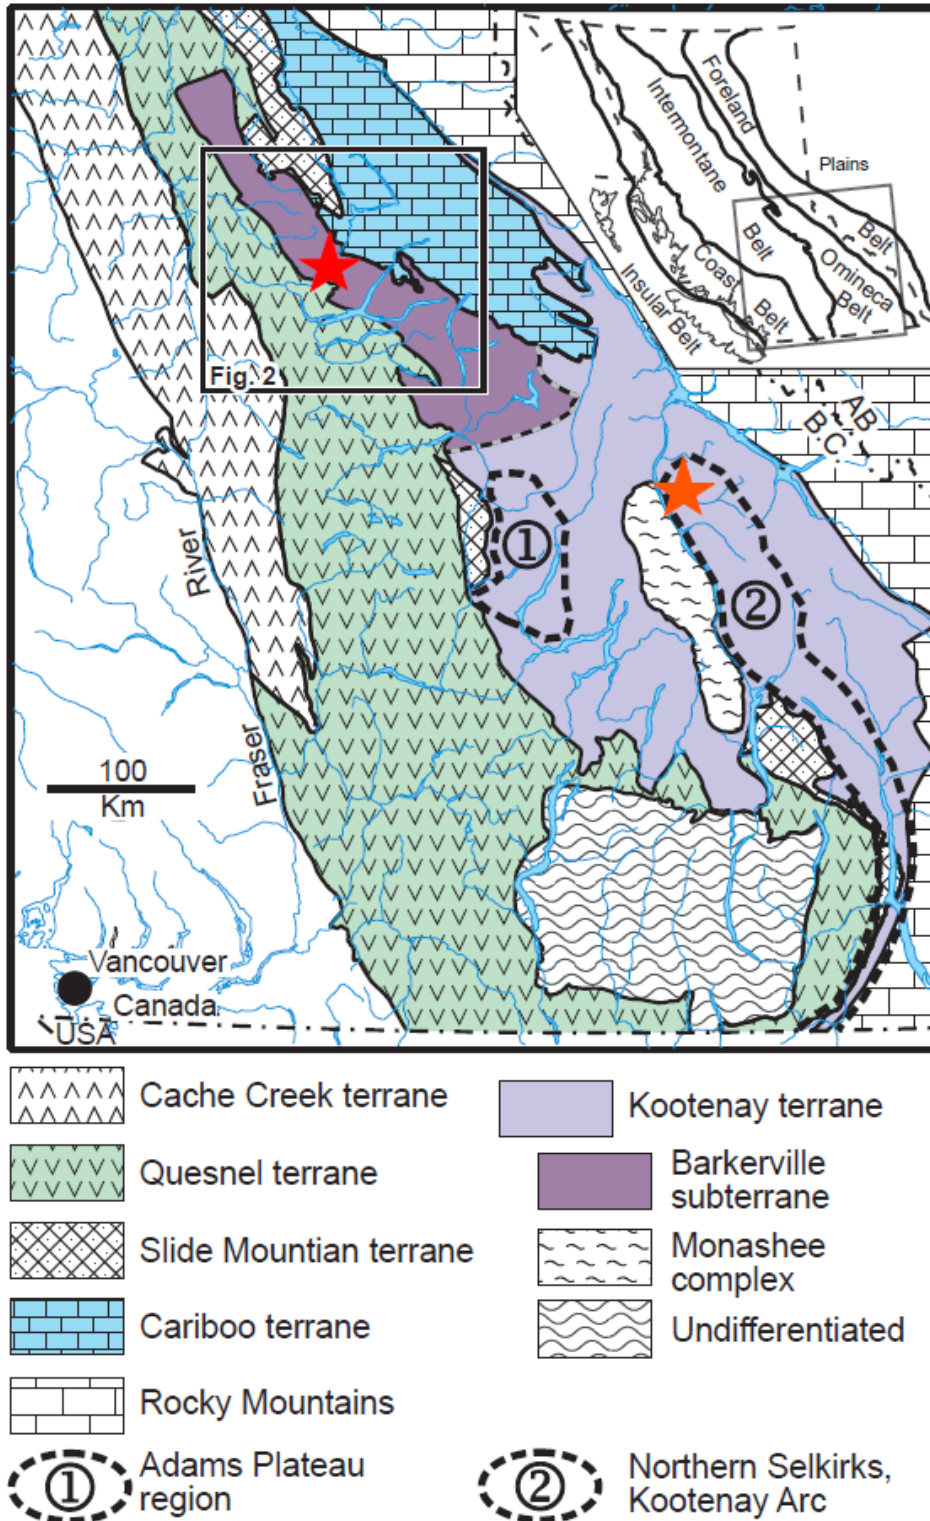 Foreland
Belt
Intermontane
Belt
Plains
Omineca
Belt
Coast
Belt
Insular Belt
Fig. 2
AB
B.C
1
2
River
Fraser
100
Km
Vancouver
Canada
USA
Cache Creek terrane
Quesnel terrane
Slide Mountian terrane
Cariboo terrane
Rocky Mountains
1
Adams Plateau
region
Kootenay terrane
Barkerville
subterrane
Monashee
complex
Undifferentiated
2
Northern Selkirks,
Kootenay Arc